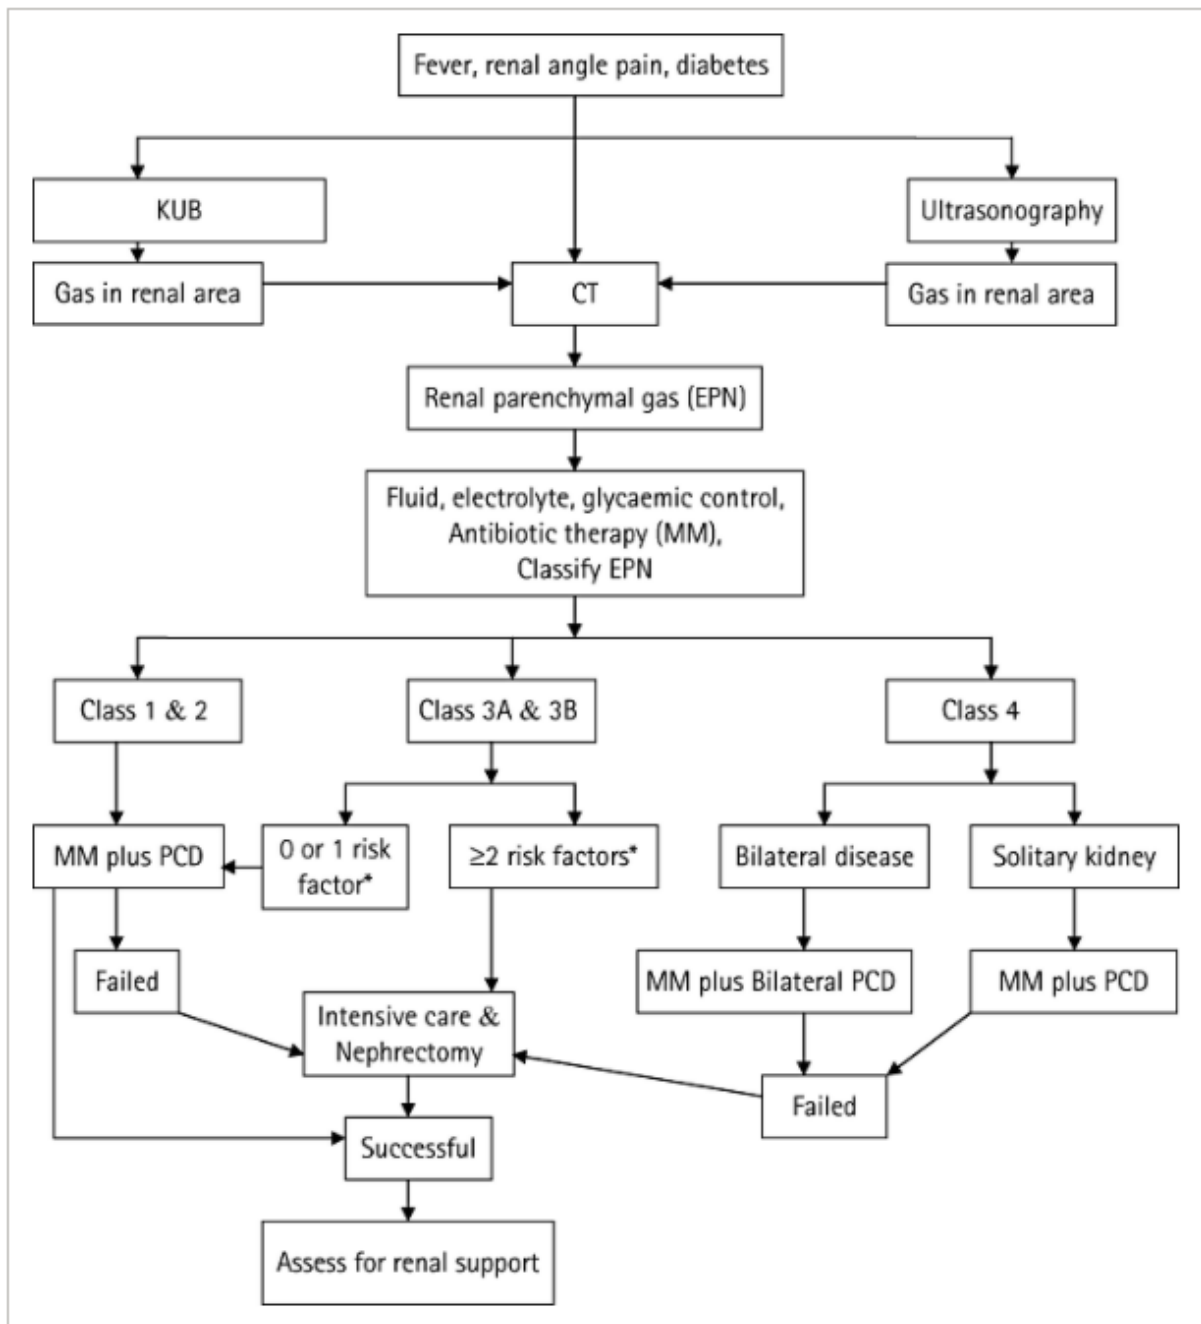 Fever, renal angle pain, diabetes
KUB
Ultrasonography
Gas in renal area
CT
Gas in renal area
Renal parenchymal gas (EPN)
Fluid, electrolyte, glycaemic control,
Antibiotic therapy (MM),
Classify EPN
Class 1 & 2
Class 3A & 3B
Class 4
MM plus PCD
0 or 1 risk
factor*
≥2 risk factors*
Bilateral disease
Solitary kidney
Failed
Intensive care &
Nephrectomy
MM plus Bilateral PCD
MM plus PCD
Failed
Successful
Assess for renal support